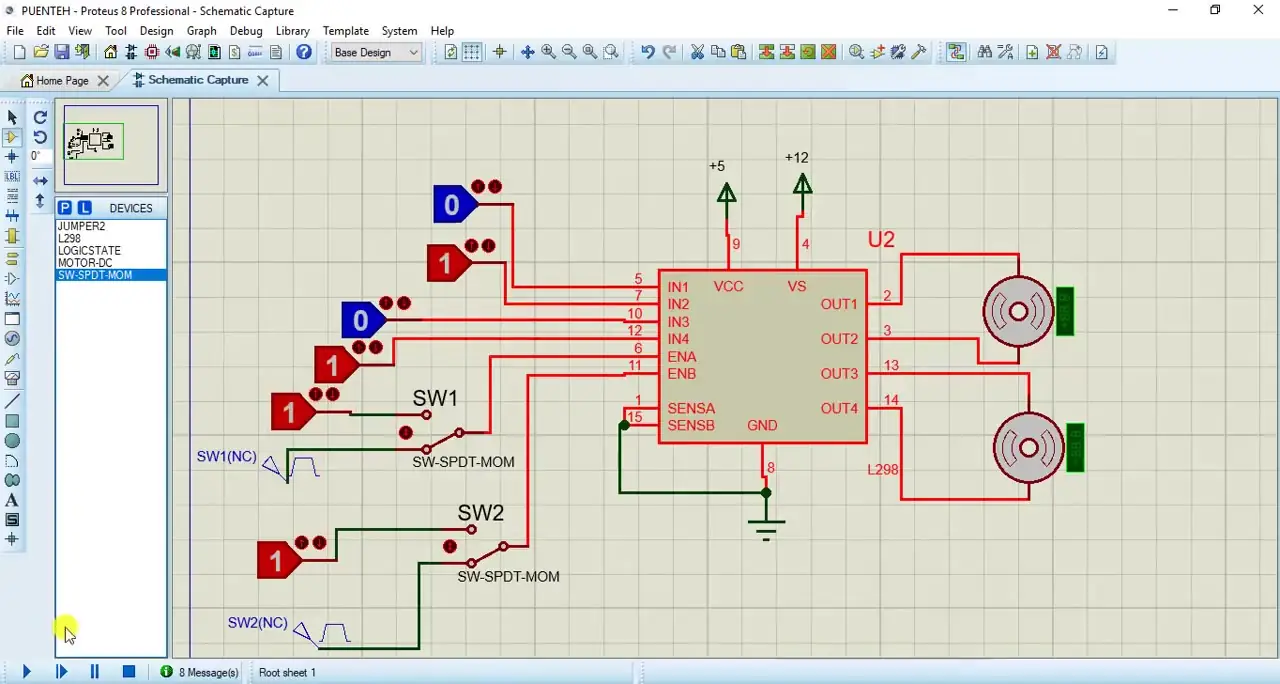 PUENTEH - Proteus 8 Professional - Schematic Capture
File Edit View Tool Design Graph Debug Library Template System Help
Base Design
Home Page
Schematic Capture
0°
LBL
P L DEVICES
JUMPER2
L298
LOGICSTATE
MOTOR-DC
SW-SPDT-MOM
A
S
+5
+12
0
1
0
1
1
1
SW1
SW-SPDT-MOM
SW1(NC)
SW2
SW-SPDT-MOM
SW2(NC)
U2
9
4
5
7
10
12
6
11
1
15
IN1
IN2
IN3
IN4
ENA
ENB
SENSA
SENSB
VCC
VS
GND
OUT1
OUT2
OUT3
OUT4
2
3
13
14
8
L298
8 Message(s)
Root sheet 1